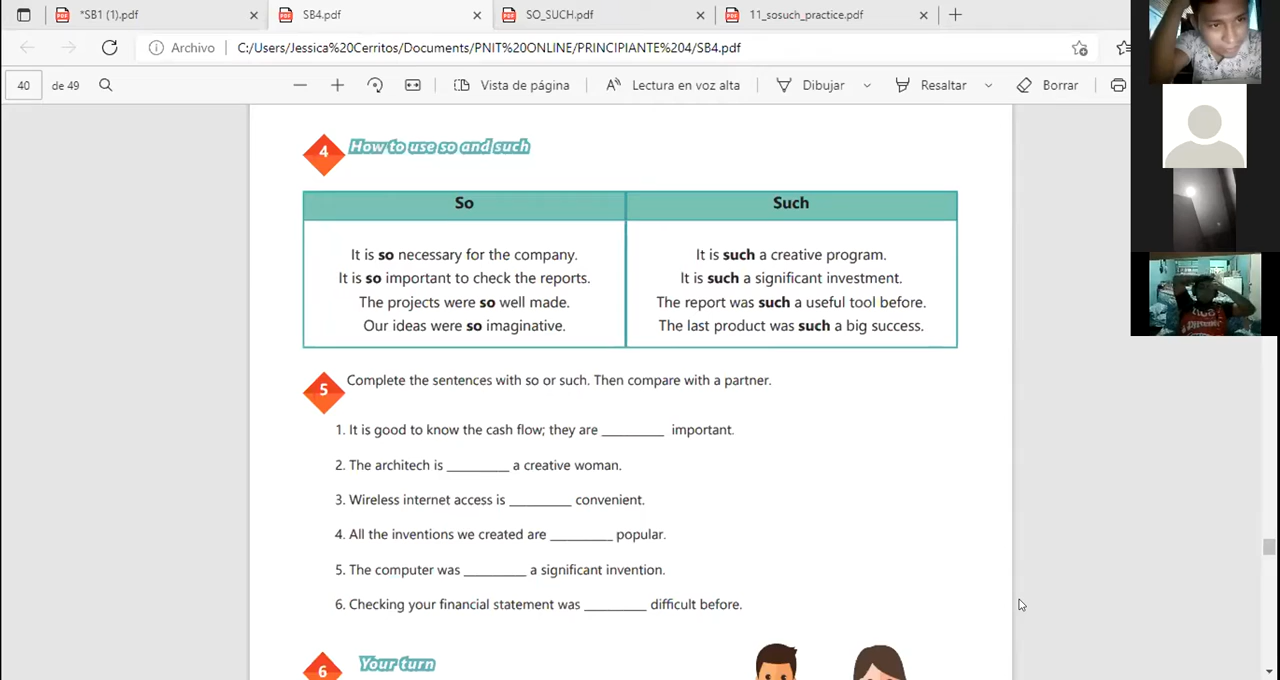 *SB1 (1).pdf
SB4.pdf
SO_SUCH.pdf
11_sosuch_practice.pdf
Archivo
C:/Users/Jessica%20Cerritos/Documents/PNIT%20ONLINE/PRINCIPIANTE%204/SB4.pdf
40 de 49
Vista de página
Lectura en voz alta
Dibujar
Resaltar
Borrar
4 How to use so and such
So
Such
It is so necessary for the company.
It is so important to check the reports.
The projects were so well made.
Our ideas were so imaginative.
It is such a creative program.
It is such a significant investment.
The report was such a useful tool before.
The last product was such a big success.
5 Complete the sentences with so or such. Then compare with a partner.
1. It is good to know the cash flow; they are _________ important.
2. The architech is _________ a creative woman.
3. Wireless internet access is _________ convenient.
4. All the inventions we created are _________ popular.
5. The computer was _________ a significant invention.
6. Checking your financial statement was _________ difficult before.
6 Your turn